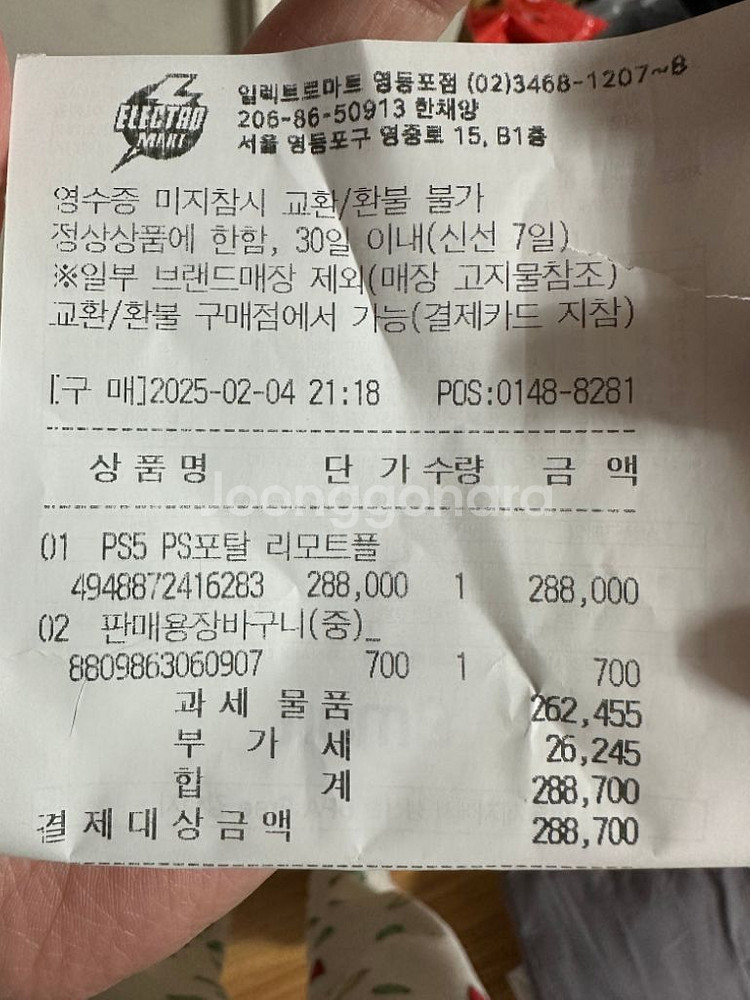 ELECTRO
MART
일렉트로마트 영등포점 (02)3468-1207~8
206-86-50913 한채양
서울 영등포구 영중로 15, B1층
영수증 미지참시 교환/환불 불가
정상상품에 한함, 30일 이내(신선 7일)
※일부 브랜드매장 제외(매장 고지물참조)
교환/환불 구매점에서 가능(결제카드 지참)
[구 매]2025-02-04 21:18 POS:0148-8281
상 품 명 단 가 수량 금 액
joonggonara
01 PS5 PS포탈 리모트플
4948872416283 288,000 1 288,000
02 판매용장바구니(중)_
8809863060907 700 1 700
과 세 물 품 262,455
부 가 세 26,245
합 계 288,700
결 제 대 상 금 액 288,700